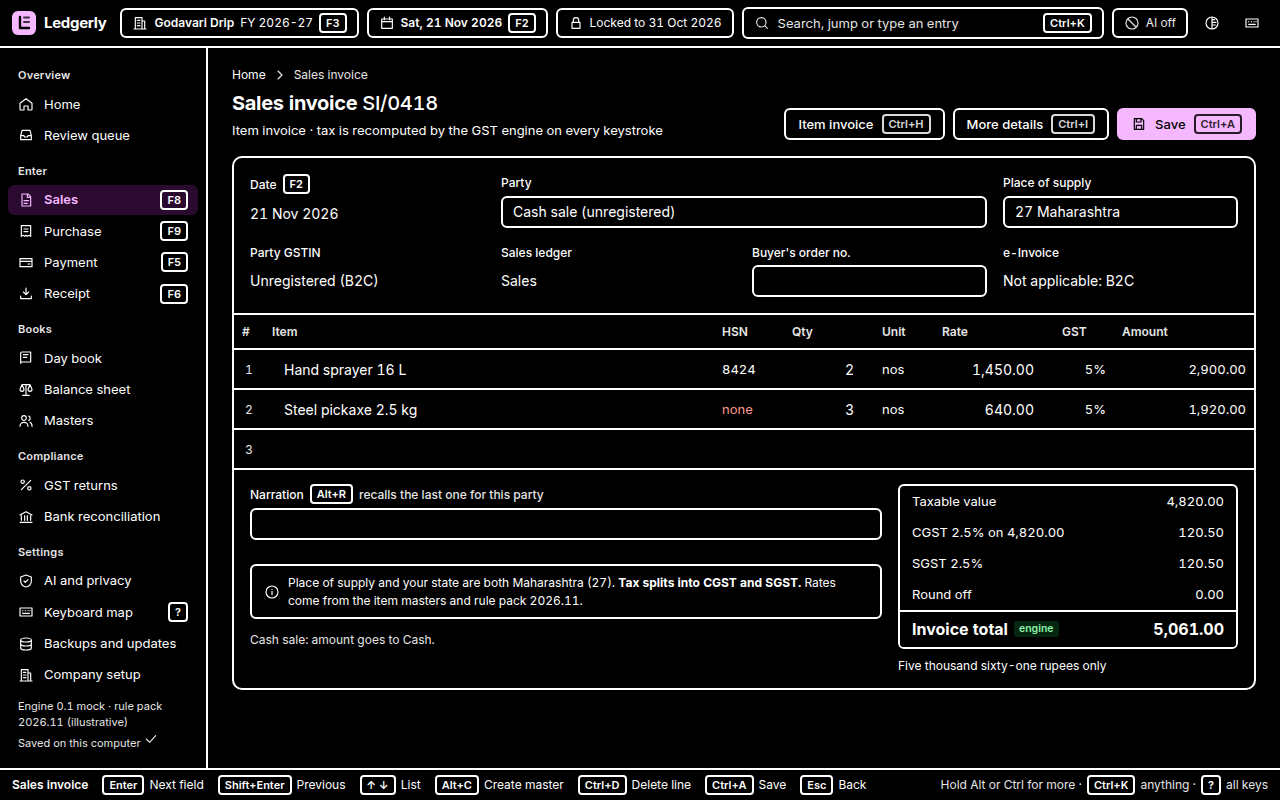 Ledgerly
Godavari Drip FY 2026-27 F3
Sat, 21 Nov 2026 F2
Locked to 31 Oct 2026
Search, jump or type an entry Ctrl+K
AI off
Overview
Home
Review queue
Enter
Sales F8
Purchase F9
Payment F5
Receipt F6
Books
Day book
Balance sheet
Masters
Compliance
GST returns
Bank reconciliation
Settings
AI and privacy
Keyboard map ?
Backups and updates
Company setup
Engine 0.1 mock · rule pack
2026.11 (illustrative)
Saved on this computer
Home Sales invoice
Sales invoice SI/0418
Item invoice · tax is recomputed by the GST engine on every keystroke
Item invoice Ctrl+H
More details Ctrl+I
Save Ctrl+A
Date F2
21 Nov 2026
Party
Cash sale (unregistered)
Place of supply
27 Maharashtra
Party GSTIN
Unregistered (B2C)
Sales ledger
Sales
Buyer's order no.
e-Invoice
Not applicable: B2C
# Item HSN Qty Unit Rate GST Amount
1 Hand sprayer 16 L 8424 2 nos 1,450.00 5% 2,900.00
2 Steel pickaxe 2.5 kg none 3 nos 640.00 5% 1,920.00
3
Narration Alt+R recalls the last one for this party
Place of supply and your state are both Maharashtra (27). Tax splits into CGST and SGST. Rates
come from the item masters and rule pack 2026.11.
Cash sale: amount goes to Cash.
Taxable value 4,820.00
CGST 2.5% on 4,820.00 120.50
SGST 2.5% 120.50
Round off 0.00
Invoice total engine 5,061.00
Five thousand sixty-one rupees only
Sales invoice Enter Next field Shift+Enter Previous ↑↓ List Alt+C Create master Ctrl+D Delete line Ctrl+A Save Esc Back Hold Alt or Ctrl for more · Ctrl+K anything · ? all keys